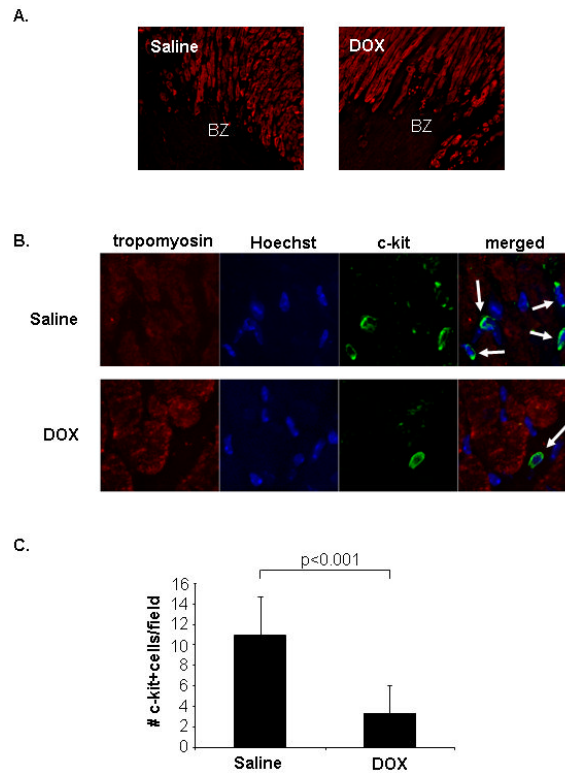 A.
Saline DOX
BZ BZ
B.
tropomyosin Hoechst c-kit merged
Saline
DOX
C.
p<0.001
# c-kit+cells/field
16
14
12
10
8
6
4
2
0
Saline DOX